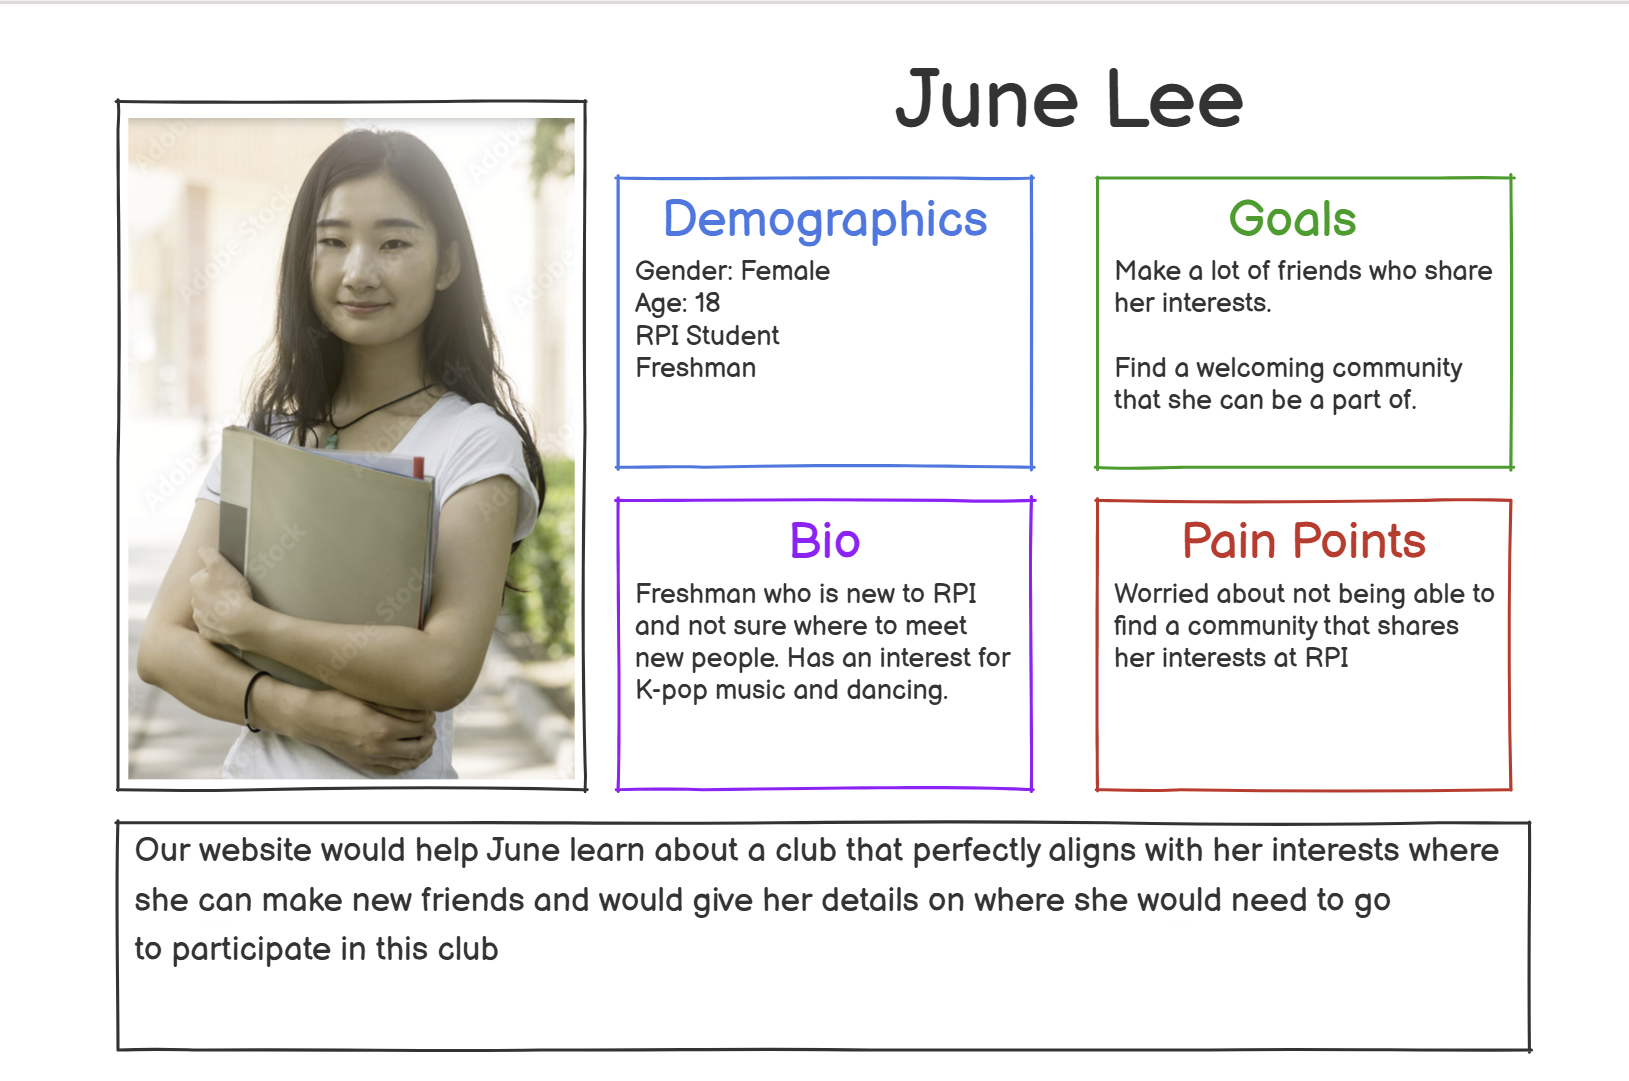 June Lee
Demographics
Gender: Female
Age: 18
RPI Student
Freshman
Goals
Make a lot of friends who share
her interests.
Find a welcoming community
that she can be a part of.
Bio
Freshman who is new to RPI
and not sure where to meet
new people. Has an interest for
K-pop music and dancing.
Pain Points
Worried about not being able to
find a community that shares
her interests at RPI
Adobe Stock
Adobe Stock
Our website would help June learn about a club that perfectly aligns with her interests where
she can make new friends and would give her details on where she would need to go
to participate in this club